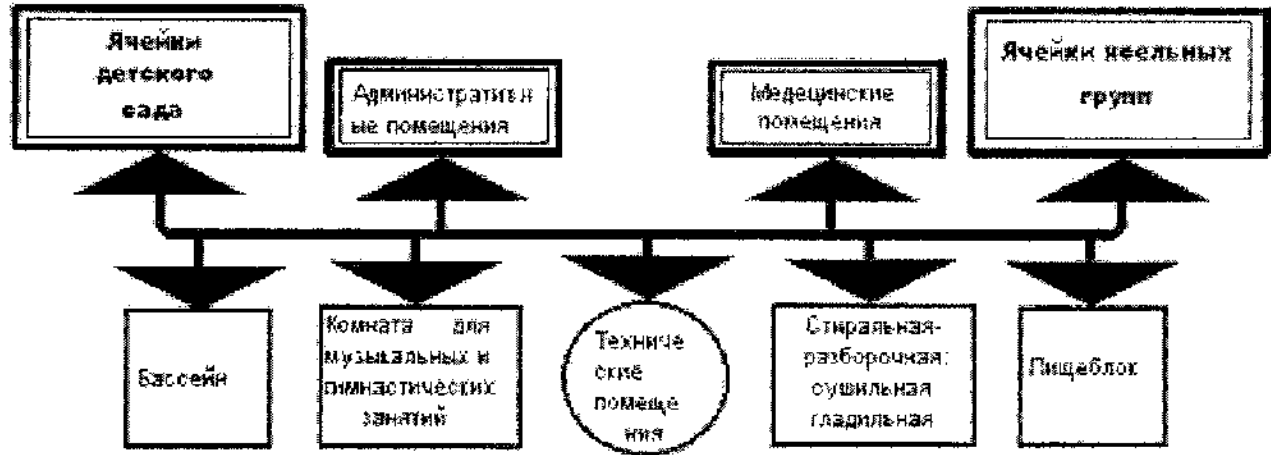 Ячейки
детского
сада
Административн
ые помещения
Медецинские
помещения
Ячейки ясельных
групп
Бассейн
Комната для
музыкальных и
гимнастических
занятий
Техниче
ские
помеще
ния
Стиральная-
разборочная:
сушильная
гладильная
Пищеблок